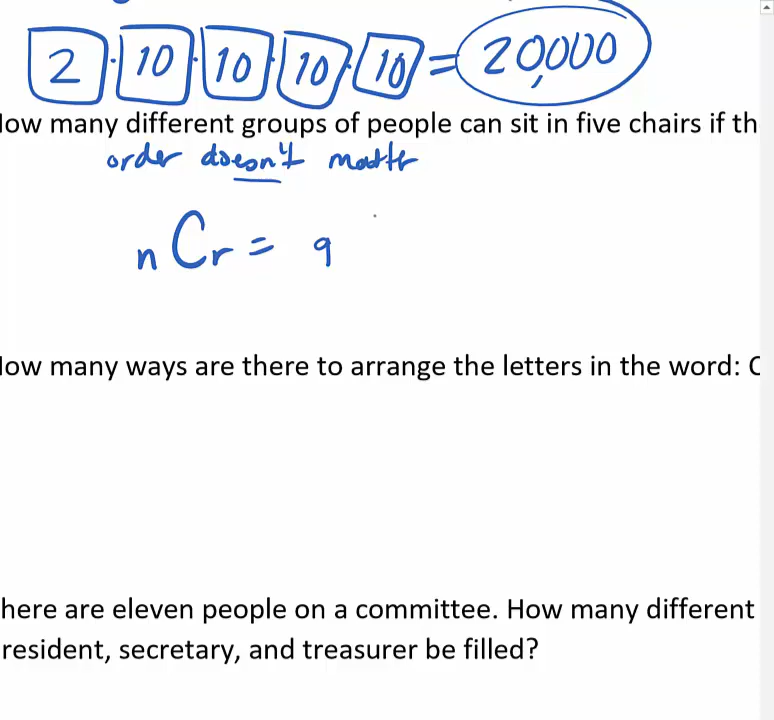 2 · 10 · 10 · 10 · 10 = 20,000
How many different groups of people can sit in five chairs if th
order doesn't matter
nCr = 9
How many ways are there to arrange the letters in the word: C
here are eleven people on a committee. How many different
resident, secretary, and treasurer be filled?